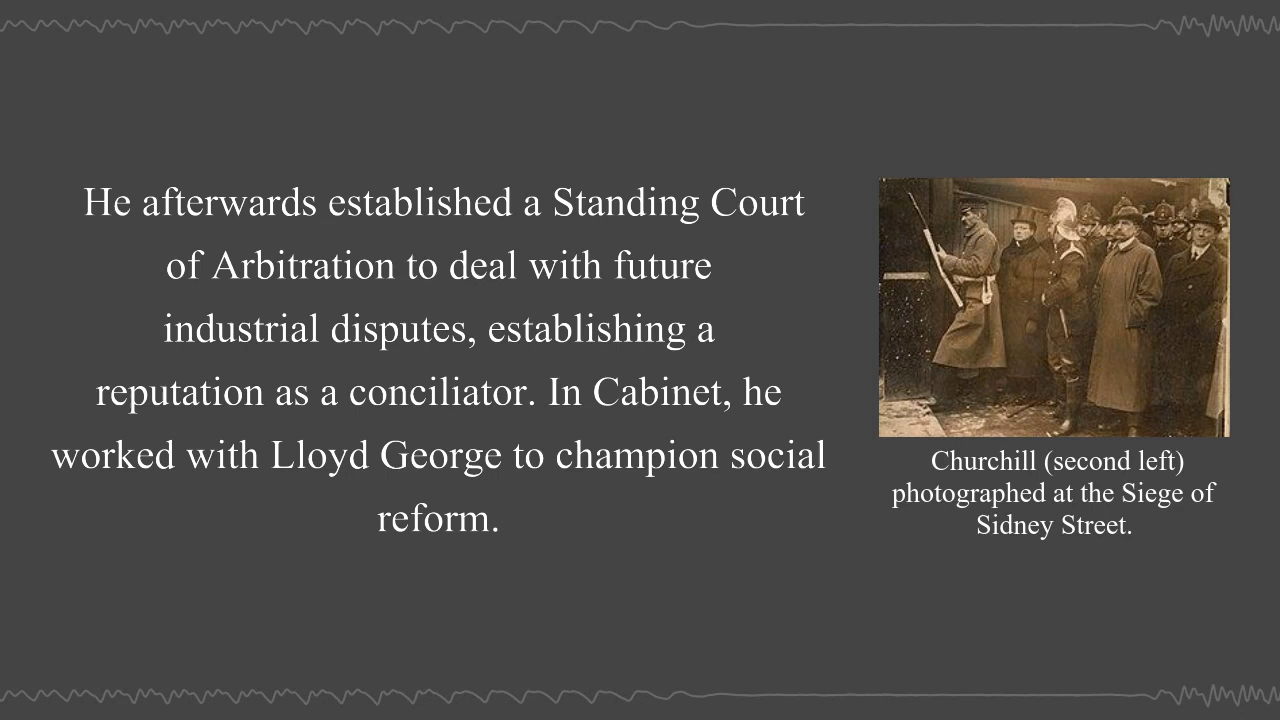 He afterwards established a Standing Court
of Arbitration to deal with future
industrial disputes, establishing a
reputation as a conciliator. In Cabinet, he
worked with Lloyd George to champion social
reform.
Churchill (second left)
photographed at the Siege of
Sidney Street.